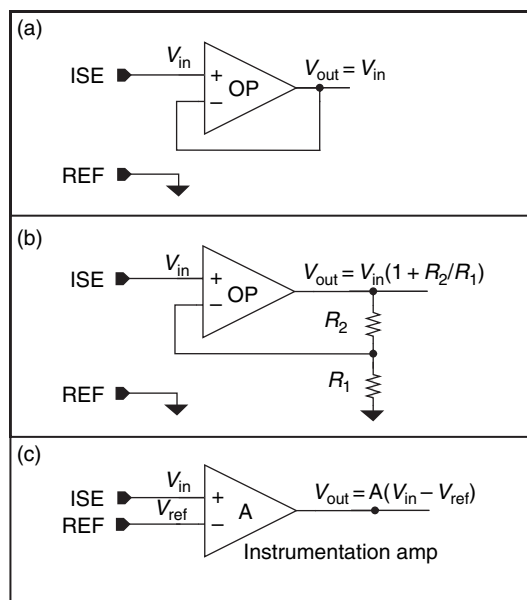 (a)
V_in
ISE
+
OP
−
V_out = V_in
REF
(b)
V_in
ISE
+
OP
−
V_out = V_in(1 + R_2/R_1)
R_2
R_1
REF
(c)
V_in
ISE
+
REF
V_ref
−
A
V_out = A(V_in − V_ref)
Instrumentation amp